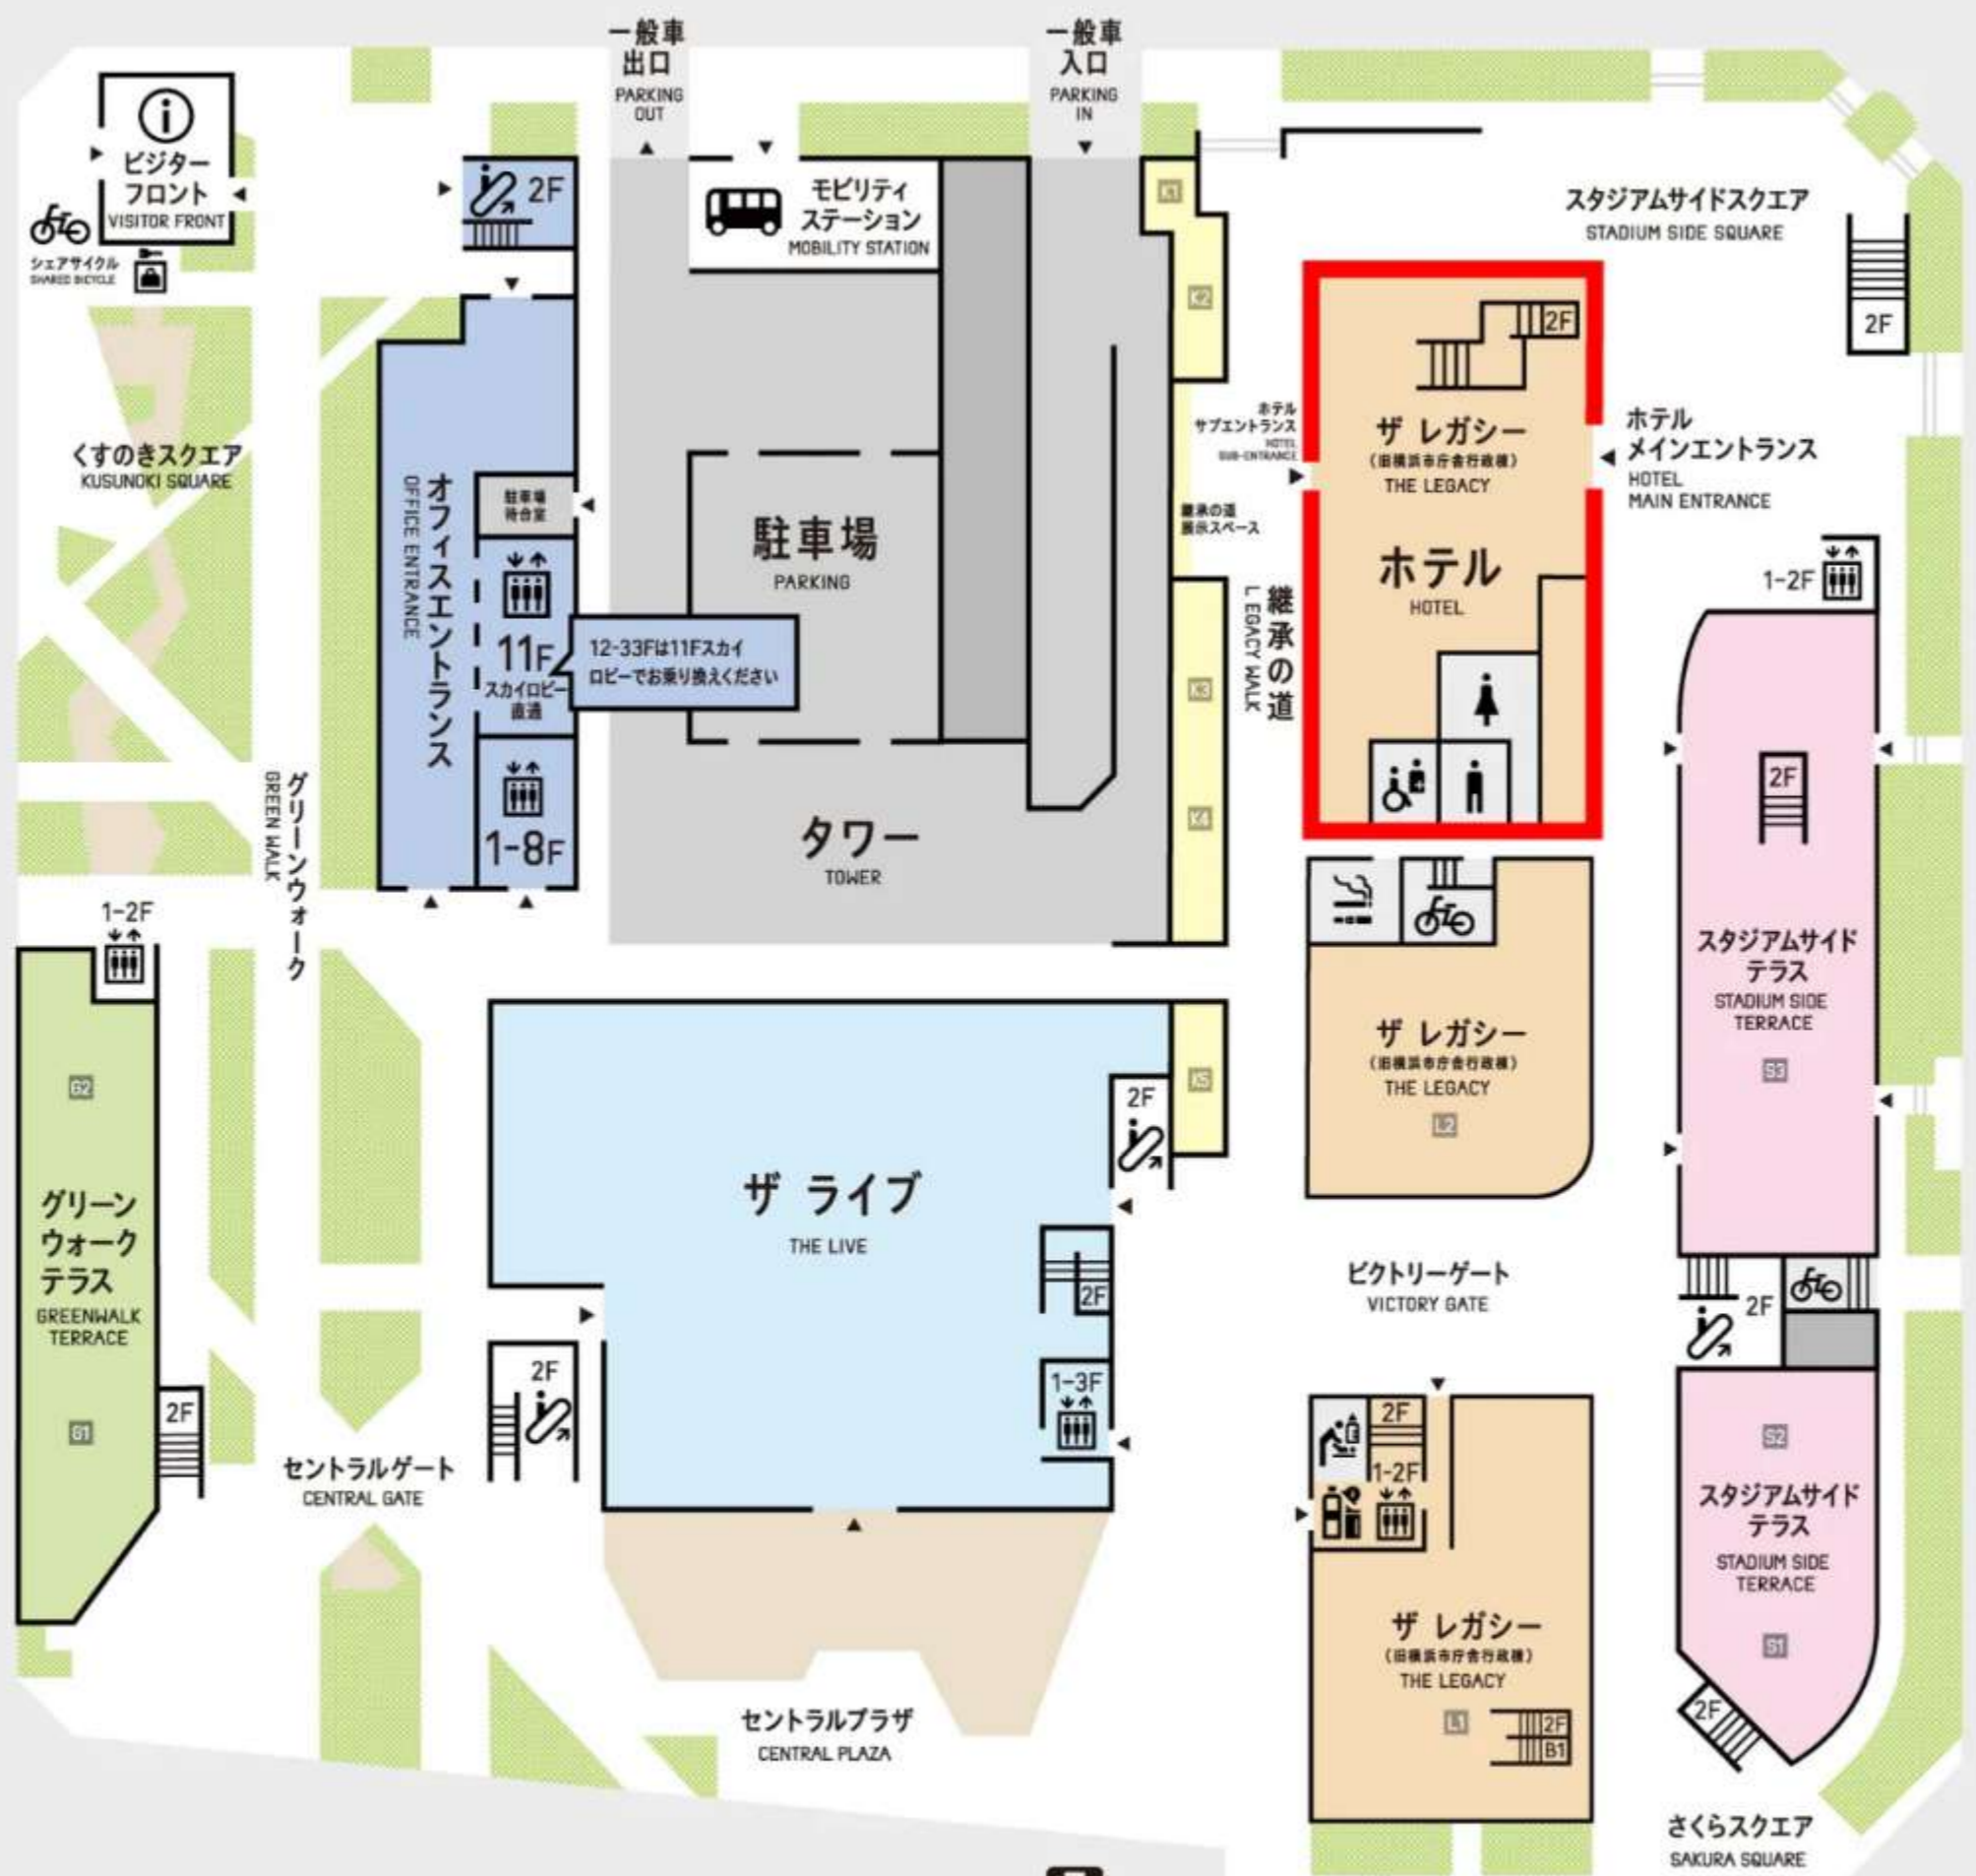 一般車
出口
PARKING
OUT
一般車
入口
PARKING
IN
ビジター
フロント
VISITOR FRONT
シェアサイクル
SHARED BICYCLE
2F
モビリティ
ステーション
MOBILITY STATION
K2
スタジアムサイドスクエア
STADIUM SIDE SQUARE
2F
2F
くすのきスクエア
KUSUNOKI SQUARE
オフィスエントランス
OFFICE ENTRANCE
駐車場
待合室
11F
スカイロビー
直通
12-33Fは11Fスカイ
ロビーでお乗り換えください
1-8F
駐車場
PARKING
タワー
TOWER
ホテル
サブエントランス
HOTEL
SUB-ENTRANCE
継承の道
展示スペース
継承の道
LEGACY WALK
K3
K4
ザ レガシー
(旧横浜市庁舎行政棟)
THE LEGACY
ホテル
HOTEL
ホテル
メインエントランス
HOTEL
MAIN ENTRANCE
1-2F
2F
スタジアムサイド
テラス
STADIUM SIDE
TERRACE
S3
グリーンウォーク
GREEN WALK
1-2F
G2
グリーン
ウォーク
テラス
GREENWALK
TERRACE
G1
2F
セントラルゲート
CENTRAL GATE
ザ ライブ
THE LIVE
2F
K5
2F
1-3F
2F
ザ レガシー
(旧横浜市庁舎行政棟)
THE LEGACY
L2
ビクトリーゲート
VICTORY GATE
2F
2F
1-2F
ザ レガシー
(旧横浜市庁舎行政棟)
THE LEGACY
L1
2F
B1
S2
スタジアムサイド
テラス
STADIUM SIDE
TERRACE
S1
2F
セントラルプラザ
CENTRAL PLAZA
さくらスクエア
SAKURA SQUARE